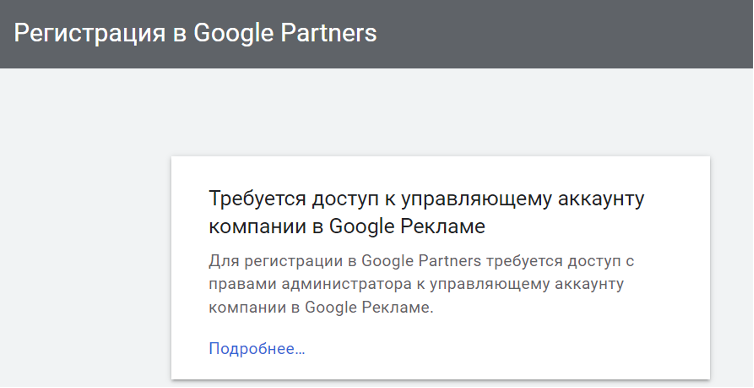 Регистрация в Google Partners
Требуется доступ к управляющему аккаунту
компании в Google Рекламе
Для регистрации в Google Partners требуется доступ с
правами администратора к управляющему аккаунту
компании в Google Рекламе.
Подробнее…